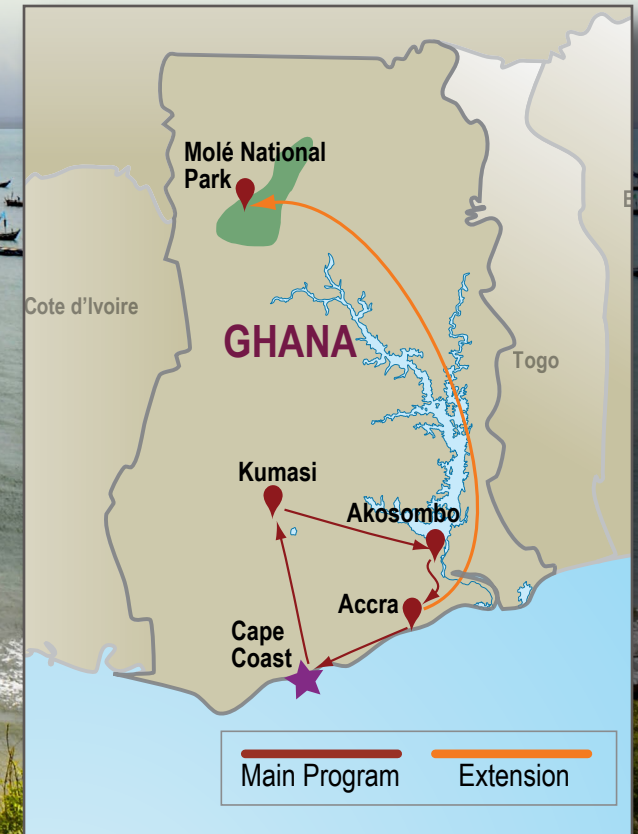 Molé National
Park
Cote d'Ivoire
GHANA
Togo
Kumasi
Akosombo
Accra
Cape
Coast
Main Program
Extension